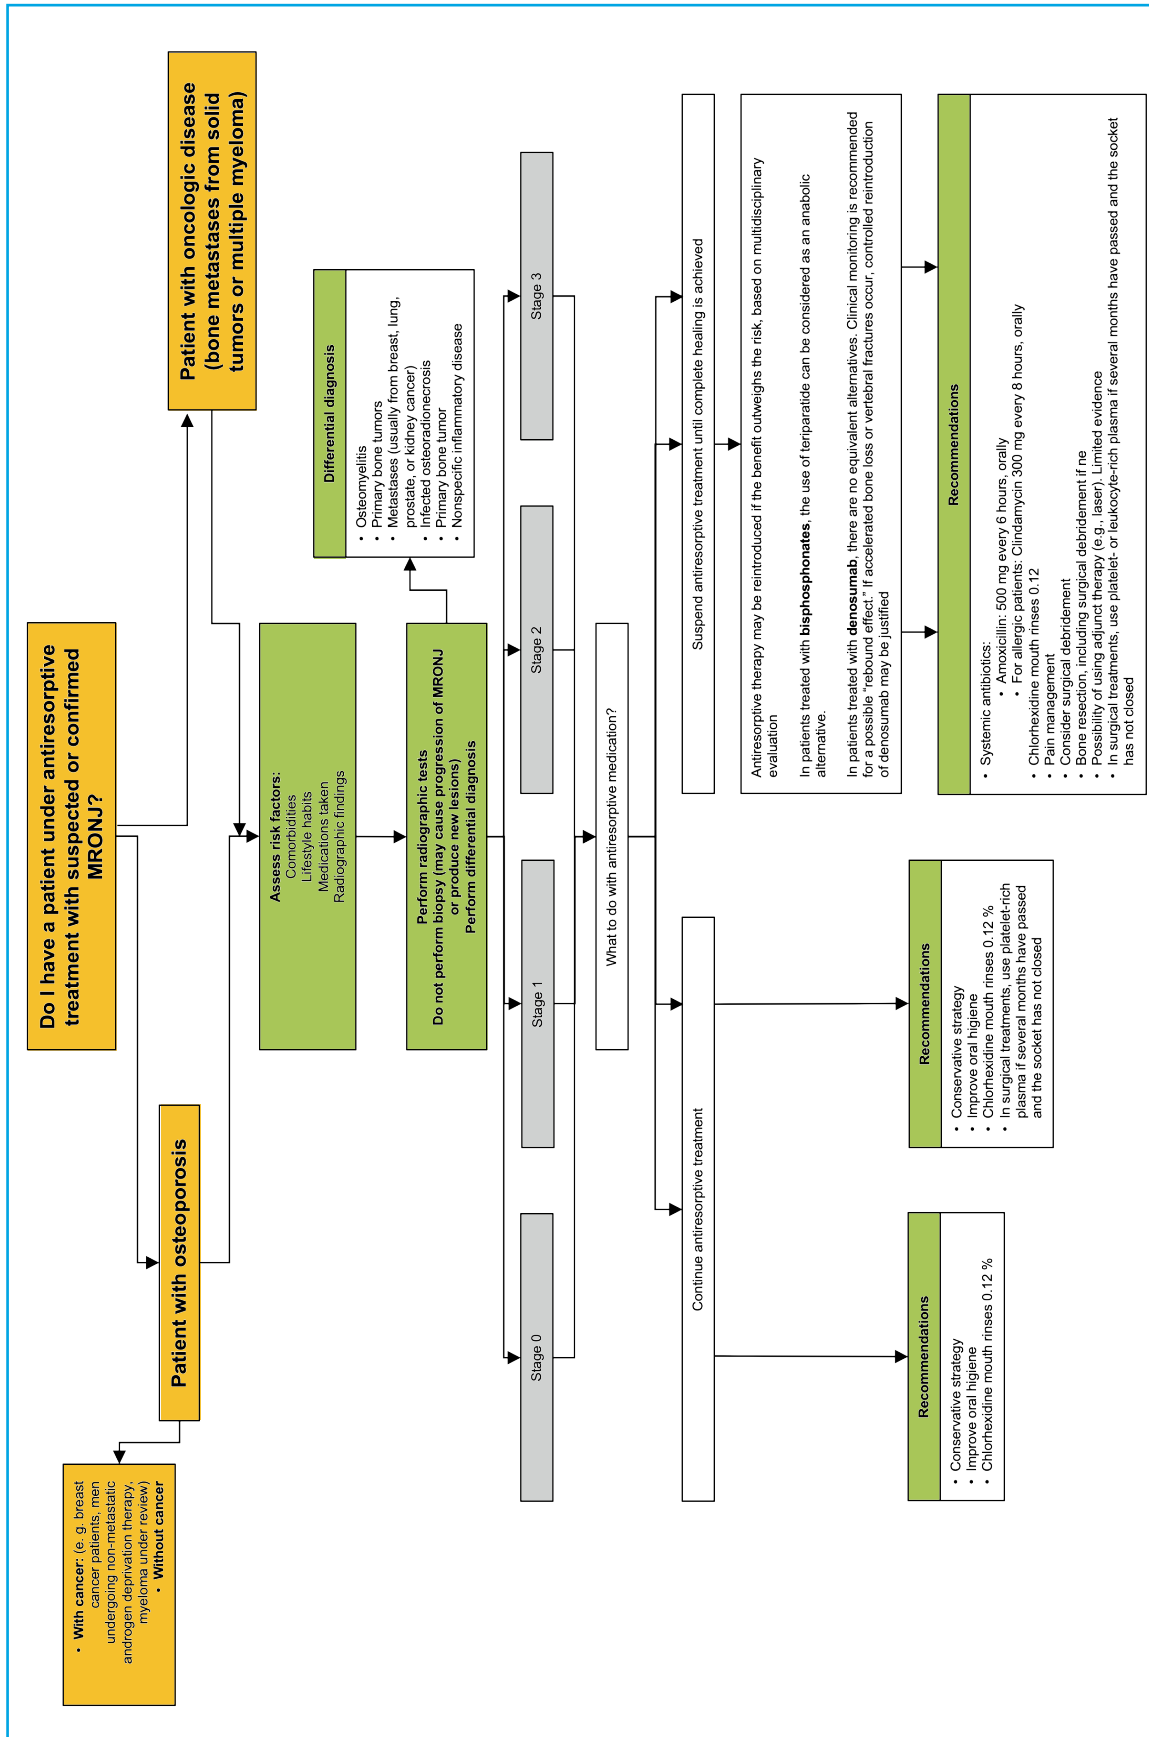 Do I have a patient under antiresorptive
treatment with suspected or confirmed
MRONJ?
Patient with osteoporosis
• With cancer: (e. g. breast
cancer patients, men
undergoing non-metastatic
androgen deprivation therapy,
myeloma under review)
• Without cancer
Patient with oncologic disease
(bone metastases from solid
tumors or multiple myeloma)
Assess risk factors:
Comorbidities
Lifestyle habits
Medications taken
Radiographic findings
Perform radiographic tests
Do not perform biopsy (may cause progression of MRONJ
or produce new lesions)
Perform differential diagnosis
Differential diagnosis
• Osteomyelitis
• Primary bone tumors
• Metastases (usually from breast, lung,
prostate, or kidney cancer)
• Infected osteoradionecrosis
• Primary bone tumor
• Nonspecific inflammatory disease
Stage 0
Stage 1
Stage 2
Stage 3
What to do with antiresorptive medication?
Continue antiresorptive treatment
Suspend antiresorptive treatment until complete healing is achieved
Antiresorptive therapy may be reintroduced if the benefit outweighs the risk, based on multidisciplinary
evaluation
In patients treated with bisphosphonates, the use of teriparatide can be considered as an anabolic
alternative.
In patients treated with denosumab, there are no equivalent alternatives. Clinical monitoring is recommended
for a possible “rebound effect.” If accelerated bone loss or vertebral fractures occur, controlled reintroduction
of denosumab may be justified
Recommendations
• Conservative strategy
• Improve oral higiene
• Chlorhexidine mouth rinses 0.12 %
Recommendations
• Conservative strategy
• Improve oral higiene
• Chlorhexidine mouth rinses 0.12 %
• In surgical treatments, use platelet-rich
plasma if several months have passed
and the socket has not closed
Recommendations
• Systemic antibiotics:
• Amoxicillin: 500 mg every 6 hours, orally
• For allergic patients: Clindamycin 300 mg every 8 hours, orally
• Chlorhexidine mouth rinses 0.12
• Pain management
• Consider surgical debridement
• Bone resection, including surgical debridement if ne
• Possibility of using adjunct therapy (e.g., laser). Limited evidence
• In surgical treatments, use platelet- or leukocyte-rich plasma if several months have passed and the socket
has not closed